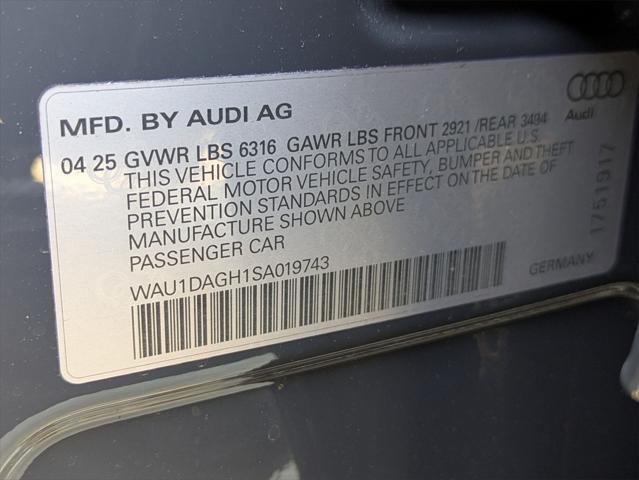 MFD. BY AUDI AG
04 25 GVWR LBS 6316 GAWR LBS FRONT 2921 /REAR 3494
THIS VEHICLE CONFORMS TO ALL APPLICABLE U.S.
FEDERAL MOTOR VEHICLE SAFETY, BUMPER AND THEFT
PREVENTION STANDARDS IN EFFECT ON THE DATE OF
MANUFACTURE SHOWN ABOVE
PASSENGER CAR
WAU1DAGH1SA019743
Audi
1751917
GERMANY